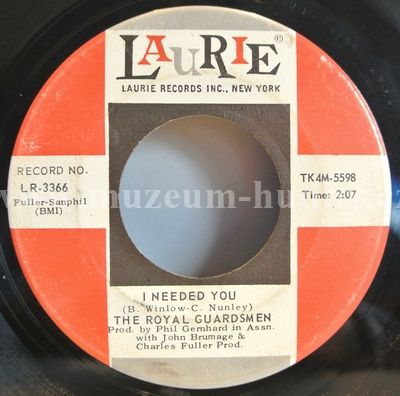 LAURIE ©
LAURIE RECORDS INC., NEW YORK
RECORD NO.
LR-3366
Fuller-Sanphil
(BMI)
TK4M-5598
Time: 2:07
I NEEDED YOU
(B. Winlow-C. Nunley)
THE ROYAL GUARDSMEN
Prod. by Phil Gernhard in Assn.
with John Brumage &
Charles Fuller Prod.